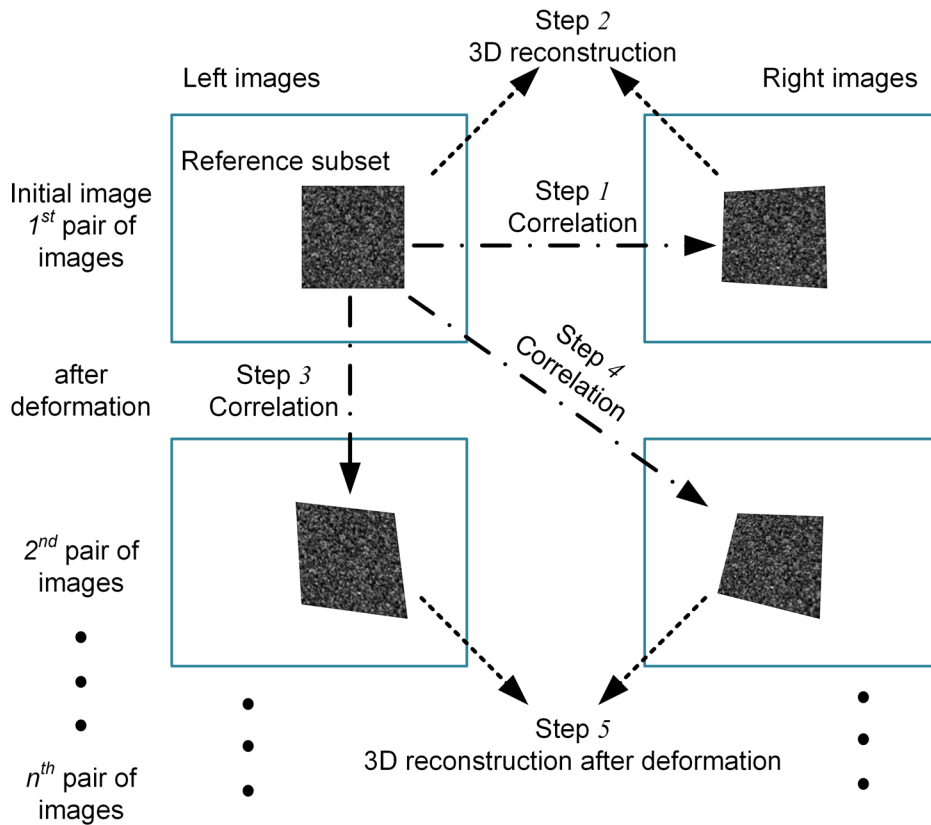 Step 2
3D reconstruction
Left images
Right images
Reference subset
Initial image
1st pair of
images
Step 1
Correlation
after
deformation
Step 3
Correlation
Step 4
Correlation
2nd pair of
images
Step 5
3D reconstruction after deformation
nth pair of
images